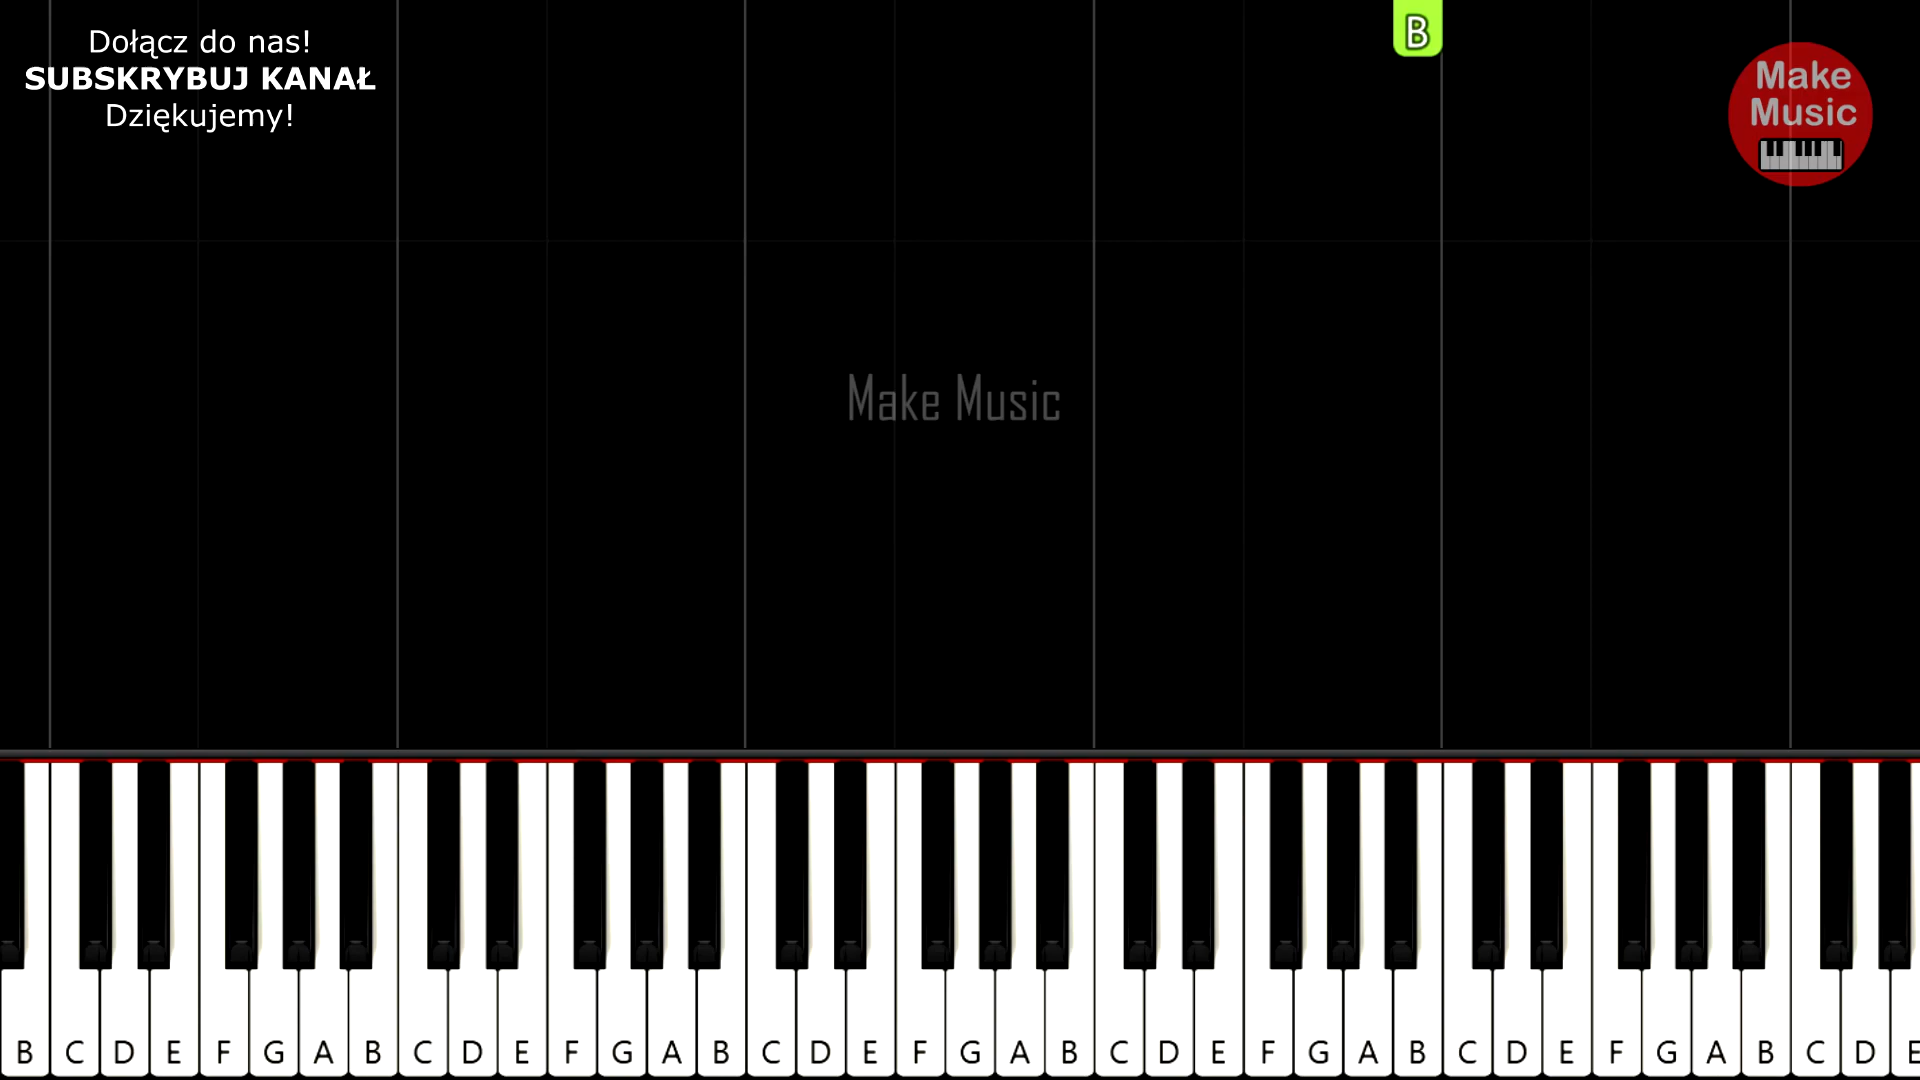 Dołącz do nas!
SUBSKRYBUJ KANAŁ
Dziękujemy!
B
Make
Music
Make Music
B C D E F G A B C D E F G A B C D E F G A B C D E F G A B C D E F G A B C D E